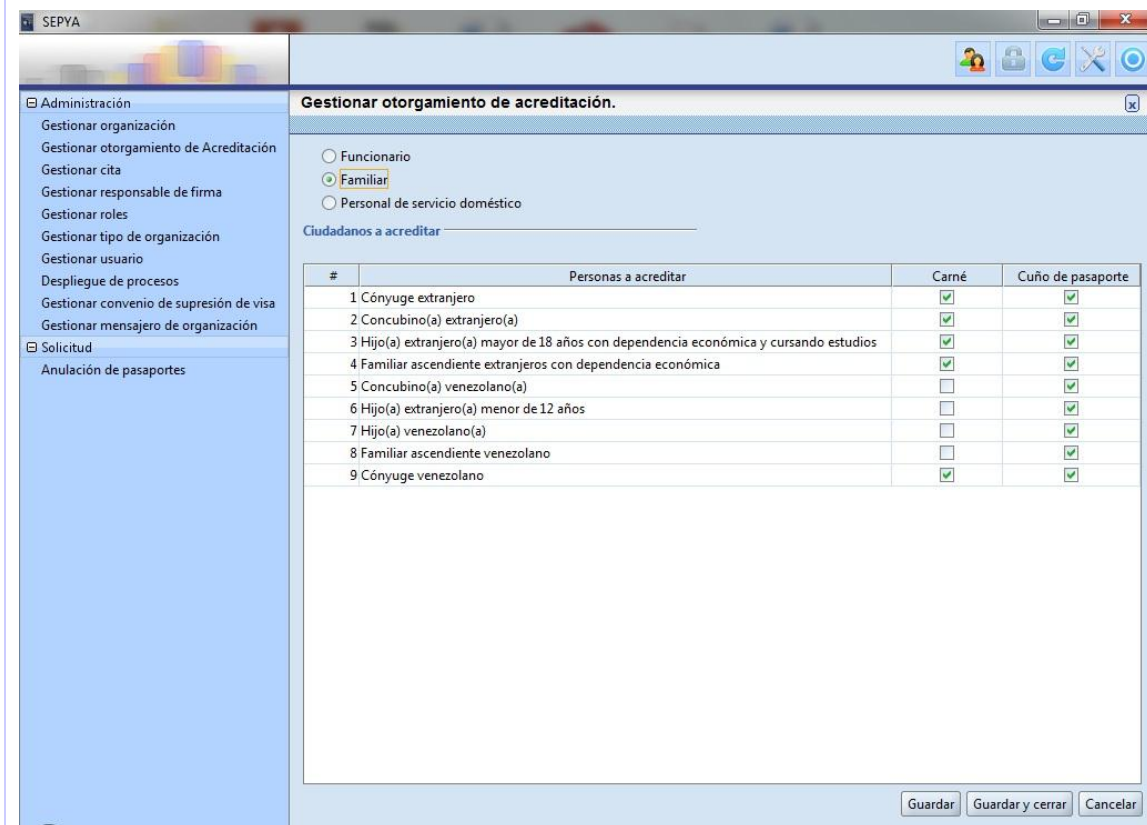 SEPYA
Administración
Gestionar organización
Gestionar otorgamiento de Acreditación
Gestionar cita
Gestionar responsable de firma
Gestionar roles
Gestionar tipo de organización
Gestionar usuario
Despliegue de procesos
Gestionar convenio de supresión de visa
Gestionar mensajero de organización
Solicitud
Anulación de pasaportes
Gestionar otorgamiento de acreditación.
Funcionario
Familiar
Personal de servicio doméstico
Ciudadanos a acreditar
# Personas a acreditar Carné Cuño de pasaporte
1 Cónyuge extranjero
2 Concubino(a) extranjero(a)
3 Hijo(a) extranjero(a) mayor de 18 años con dependencia económica y cursando estudios
4 Familiar ascendiente extranjeros con dependencia económica
5 Concubino(a) venezolano(a)
6 Hijo(a) extranjero(a) menor de 12 años
7 Hijo(a) venezolano(a)
8 Familiar ascendiente venezolano
9 Cónyuge venezolano
Guardar Guardar y cerrar Cancelar